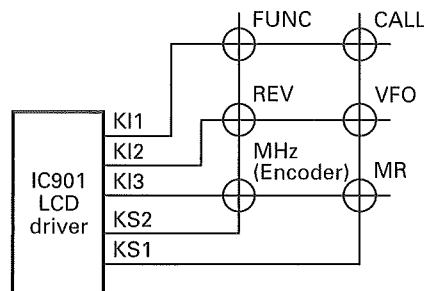 FUNC
CALL
REV
VFO
MHz
(Encoder)
MR
IC901
LCD
driver
KI1
KI2
KI3
KS2
KS1